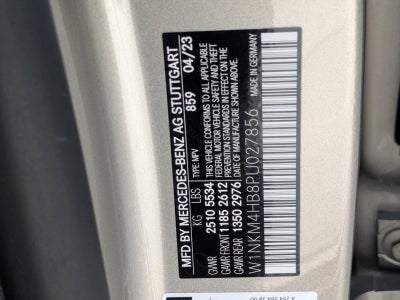 MFD BY MERCEDES-BENZ AG STUTTGART
859 04/23
KG LBS TYPE: MPV
GWR 2510 5534 THIS VEHICLE CONFORMS TO ALL APPLICABLE
GAWR FRONT 1185 2612 FEDERAL MOTOR VEHICLE SAFETY AND THEFT
GAWR REAR 1350 2976 PREVENTION STANDARDS IN EFFECT ON THE
DATE OF MANUFACTURE SHOWN ABOVE.
W1NKM4HB8PU027856 MADE IN GERMANY